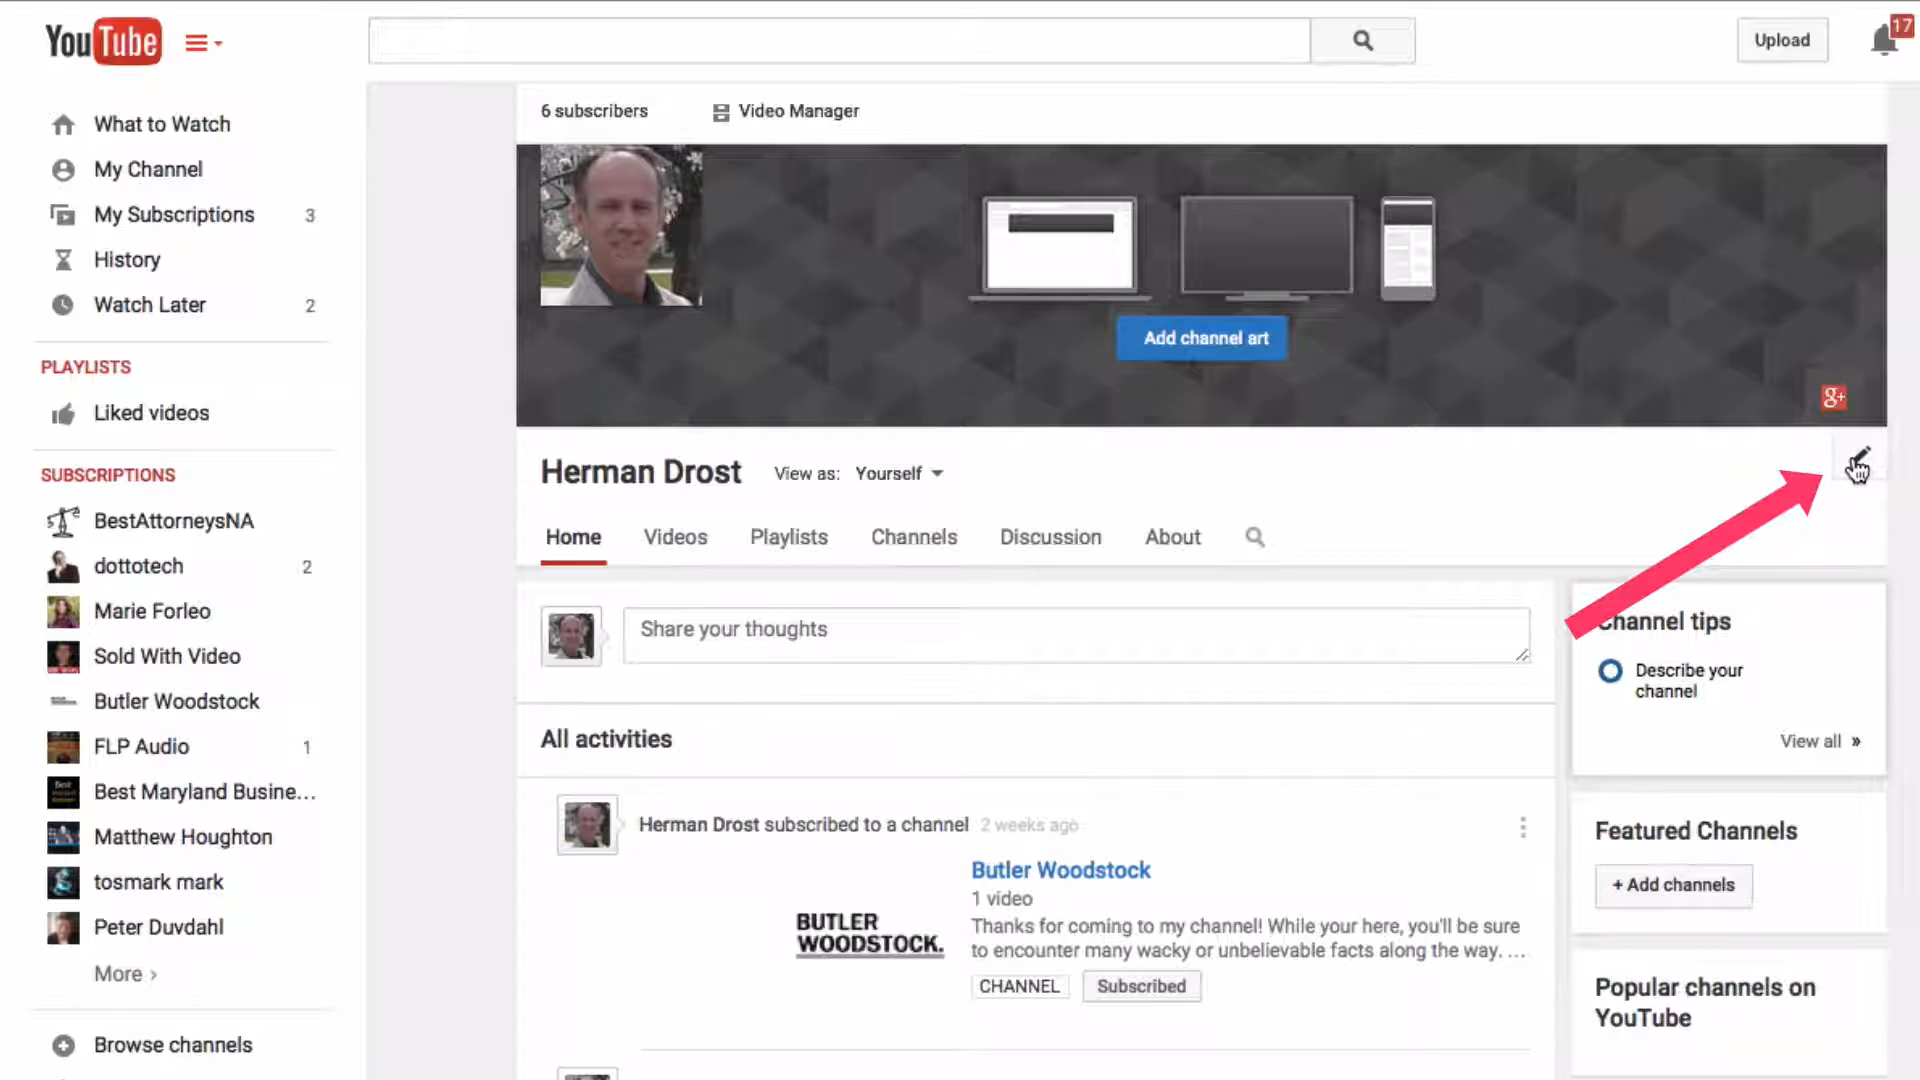 YouTube
Upload
17
What to Watch
My Channel
My Subscriptions 3
History
Watch Later 2
PLAYLISTS
Liked videos
SUBSCRIPTIONS
BestAttorneysNA
dottotech 2
Marie Forleo
Sold With Video
Butler Woodstock
FLP Audio 1
Best Maryland Busine...
Matthew Houghton
tosmark mark
Peter Duvdahl
More ›
Browse channels
6 subscribers
Video Manager
Add channel art
g+
Herman Drost
View as: Yourself
Home Videos Playlists Channels Discussion About
Share your thoughts
All activities
Herman Drost subscribed to a channel 2 weeks ago
BUTLER
WOODSTOCK.
Butler Woodstock
1 video
Thanks for coming to my channel! While your here, you'll be sure
to encounter many wacky or unbelievable facts along the way. ...
CHANNEL Subscribed
Channel tips
Describe your
channel
View all »
Featured Channels
+ Add channels
Popular channels on
YouTube